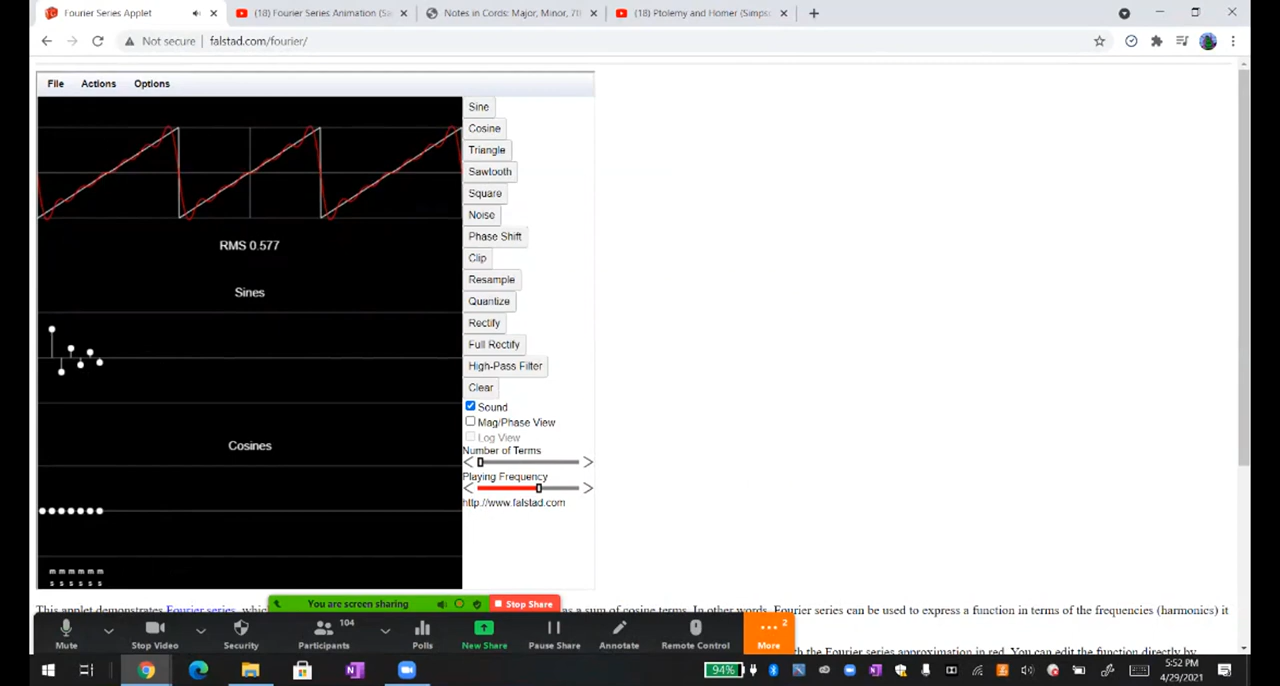 Fourier Series Applet
(18) Fourier Series Animation (Sa
Notes in Cords: Major, Minor, 7th
(18) Ptolemy and Homer (Simps
Not secure | falstad.com/fourier/
File Actions Options
Sine
Cosine
Triangle
Sawtooth
Square
Noise
Phase Shift
Clip
Resample
Quantize
Rectify
Full Rectify
High-Pass Filter
Clear
Sound
Mag/Phase View
Log View
Number of Terms
Playing Frequency
http://www.falstad.com
RMS 0.577
Sines
Cosines
m m m m m m
s s s s s s
You are screen sharing
Stop Share
This applet demonstrates Fourier series, as a sum of cosine terms. In other words, Fourier series can be used to express a function in terms of the frequencies (harmonics) it
h the Fourier series approximation in red. You can edit the function directly by
104
2
Mute
Stop Video
Security
Participants
Polls
New Share
Pause Share
Annotate
Remote Control
More
94%
5:52 PM
4/29/2021